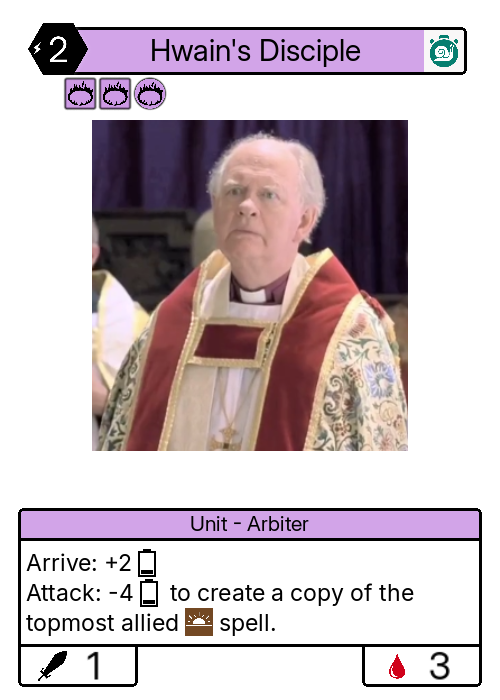 2
Hwain's Disciple
Unit - Arbiter
Arrive: +2
Attack: -4 to create a copy of the
topmost allied spell.
1
3